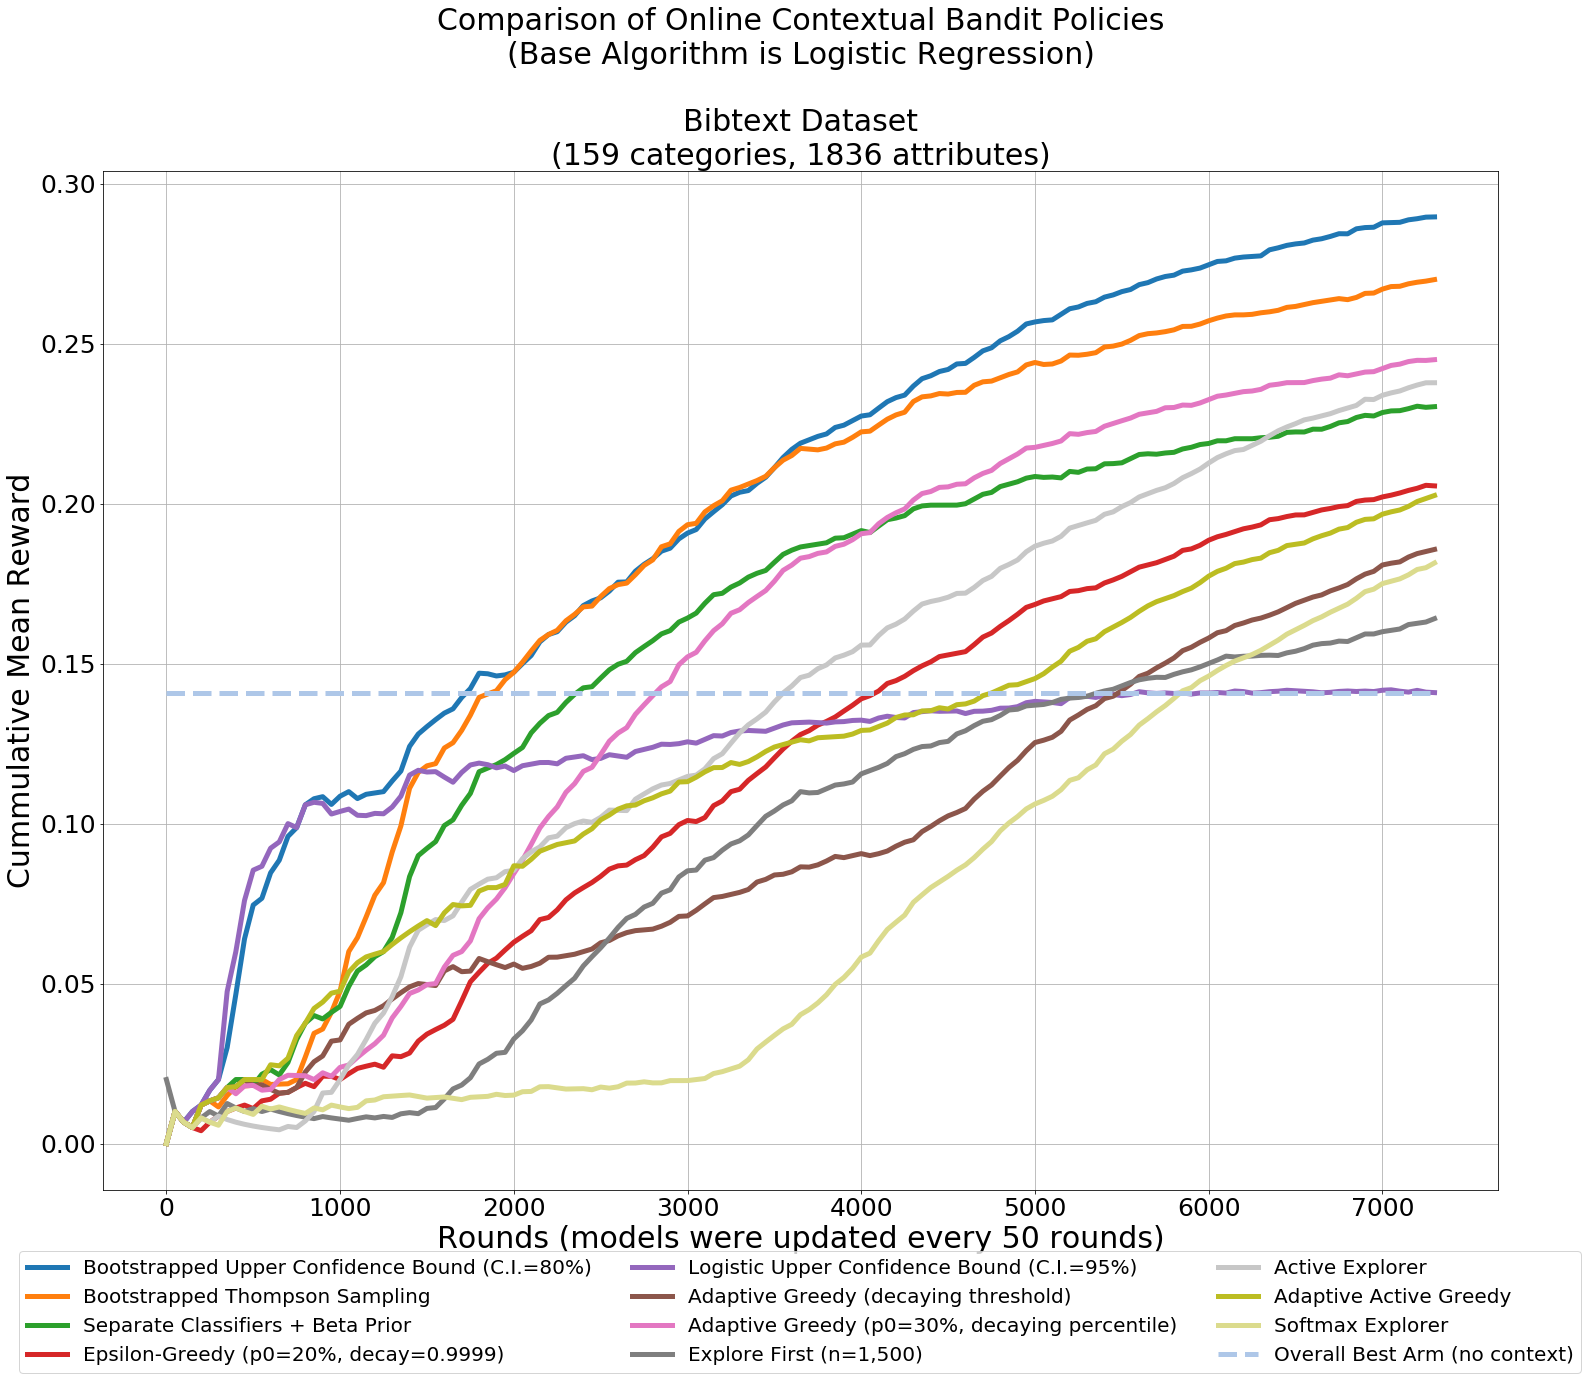 Comparison of Online Contextual Bandit Policies
(Base Algorithm is Logistic Regression)
Bibtext Dataset
(159 categories, 1836 attributes)
Cummulative Mean Reward
0.30
0.25
0.20
0.15
0.10
0.05
0.00
0
1000
2000
3000
4000
5000
6000
7000
Rounds (models were updated every 50 rounds)
Bootstrapped Upper Confidence Bound (C.I.=80%)
Bootstrapped Thompson Sampling
Separate Classifiers + Beta Prior
Epsilon-Greedy (p0=20%, decay=0.9999)
Logistic Upper Confidence Bound (C.I.=95%)
Adaptive Greedy (decaying threshold)
Adaptive Greedy (p0=30%, decaying percentile)
Explore First (n=1,500)
Active Explorer
Adaptive Active Greedy
Softmax Explorer
Overall Best Arm (no context)